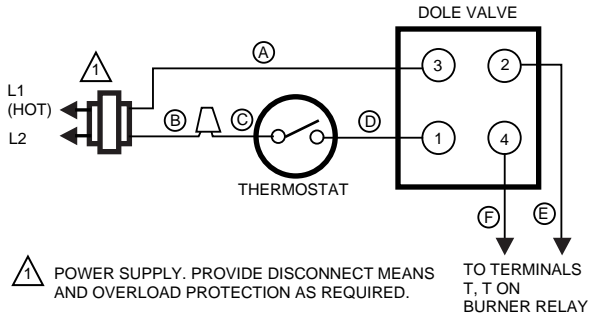 DOLE VALVE
A
1
3
2
L1
(HOT)
B
C
D
L2
1
4
THERMOSTAT
F
E
1 POWER SUPPLY. PROVIDE DISCONNECT MEANS
AND OVERLOAD PROTECTION AS REQUIRED.
TO TERMINALS
T, T ON
BURNER RELAY